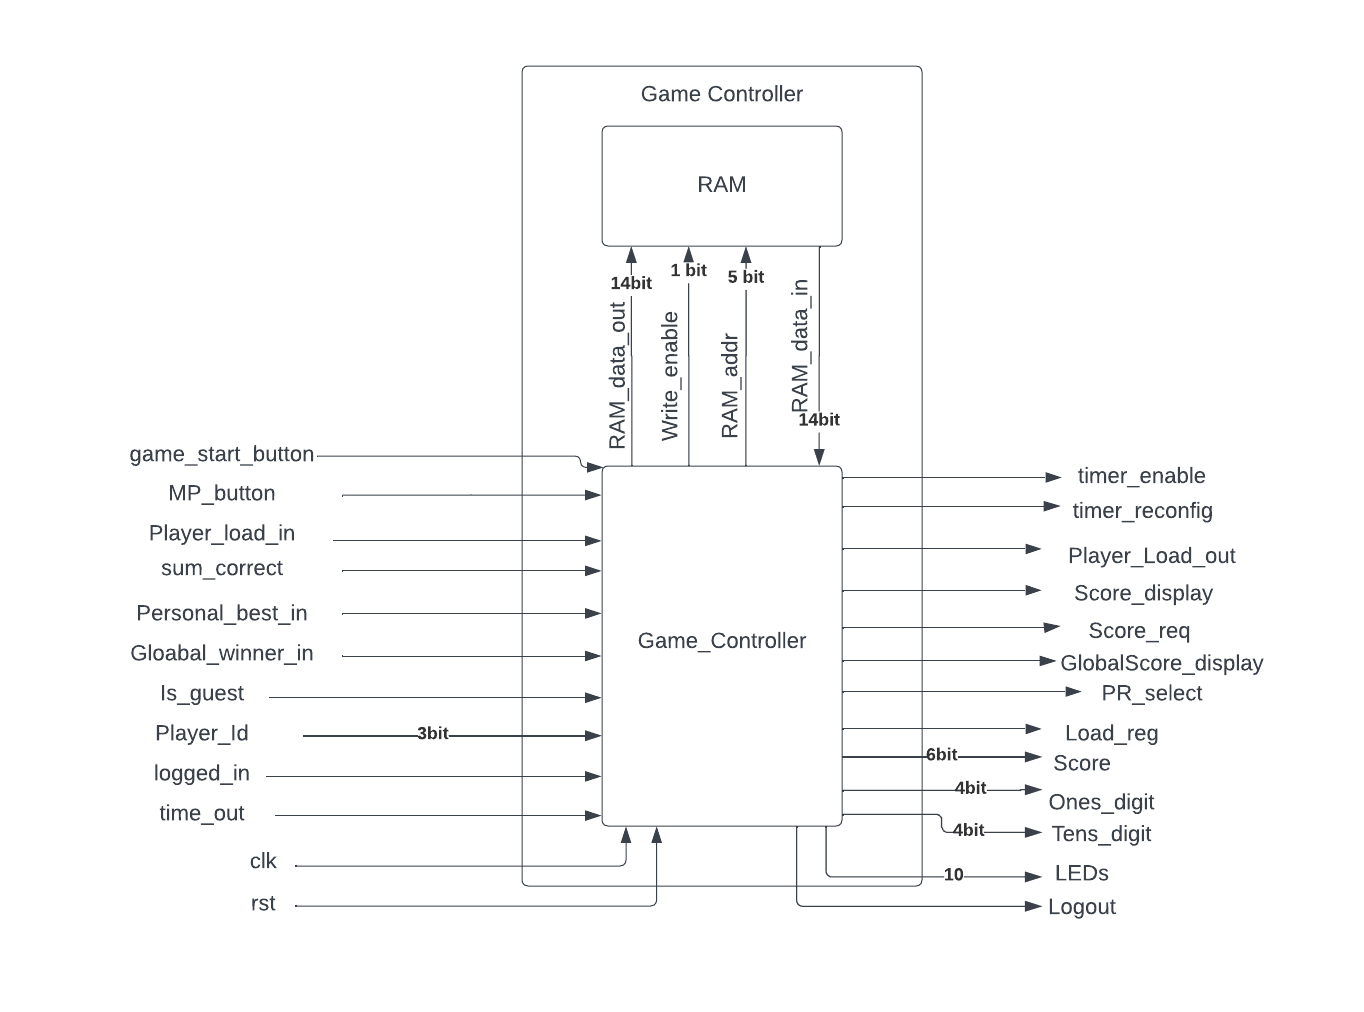 Game Controller
RAM
14bit
1 bit
5 bit
RAM_data_out
Write_enable
RAM_addr
RAM_data_in
14bit
game_start_button
MP_button
Player_load_in
sum_correct
Personal_best_in
Gloabal_winner_in
Is_guest
Player_Id
3bit
logged_in
time_out
clk
rst
Game_Controller
timer_enable
timer_reconfig
Player_Load_out
Score_display
Score_req
GlobalScore_display
PR_select
Load_reg
6bit
Score
4bit
Ones_digit
4bit
Tens_digit
10
LEDs
Logout